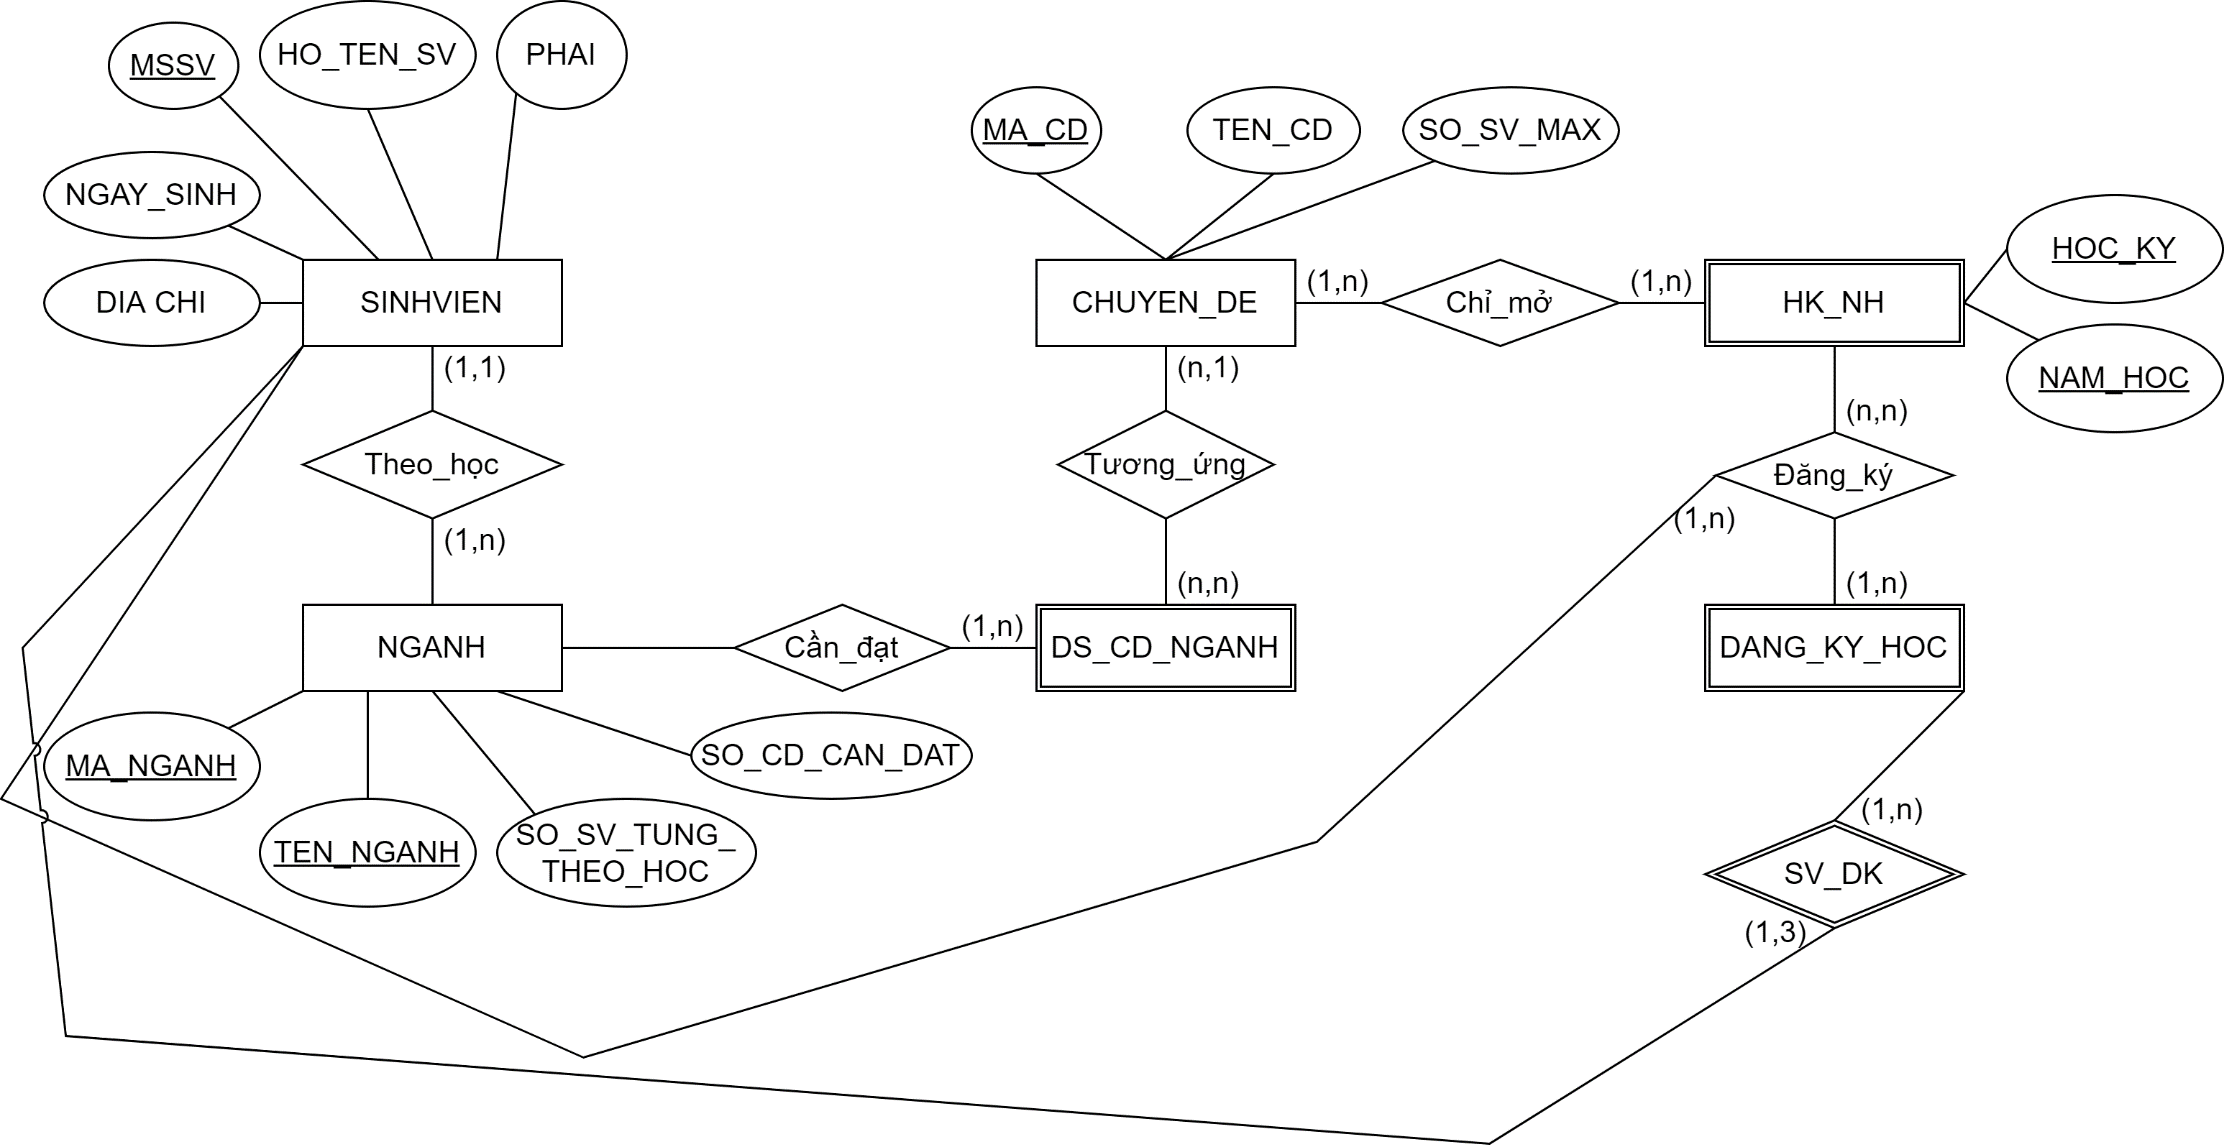 MSSV
HO_TEN_SV
PHAI
NGAY_SINH
DIA CHI
SINHVIEN
(1,1)
Theo_học
(1,n)
NGANH
MA_NGANH
TEN_NGANH
SO_SV_TUNG_
THEO_HOC
SO_CD_CAN_DAT
Cần_đạt
(1,n)
DS_CD_NGANH
MA_CD
TEN_CD
SO_SV_MAX
CHUYEN_DE
(n,1)
Tương_ứng
(n,n)
(1,n)
Chỉ_mở
(1,n)
HK_NH
HOC_KY
NAM_HOC
(n,n)
Đăng_ký
(1,n)
(1,n)
DANG_KY_HOC
(1,n)
SV_DK
(1,3)